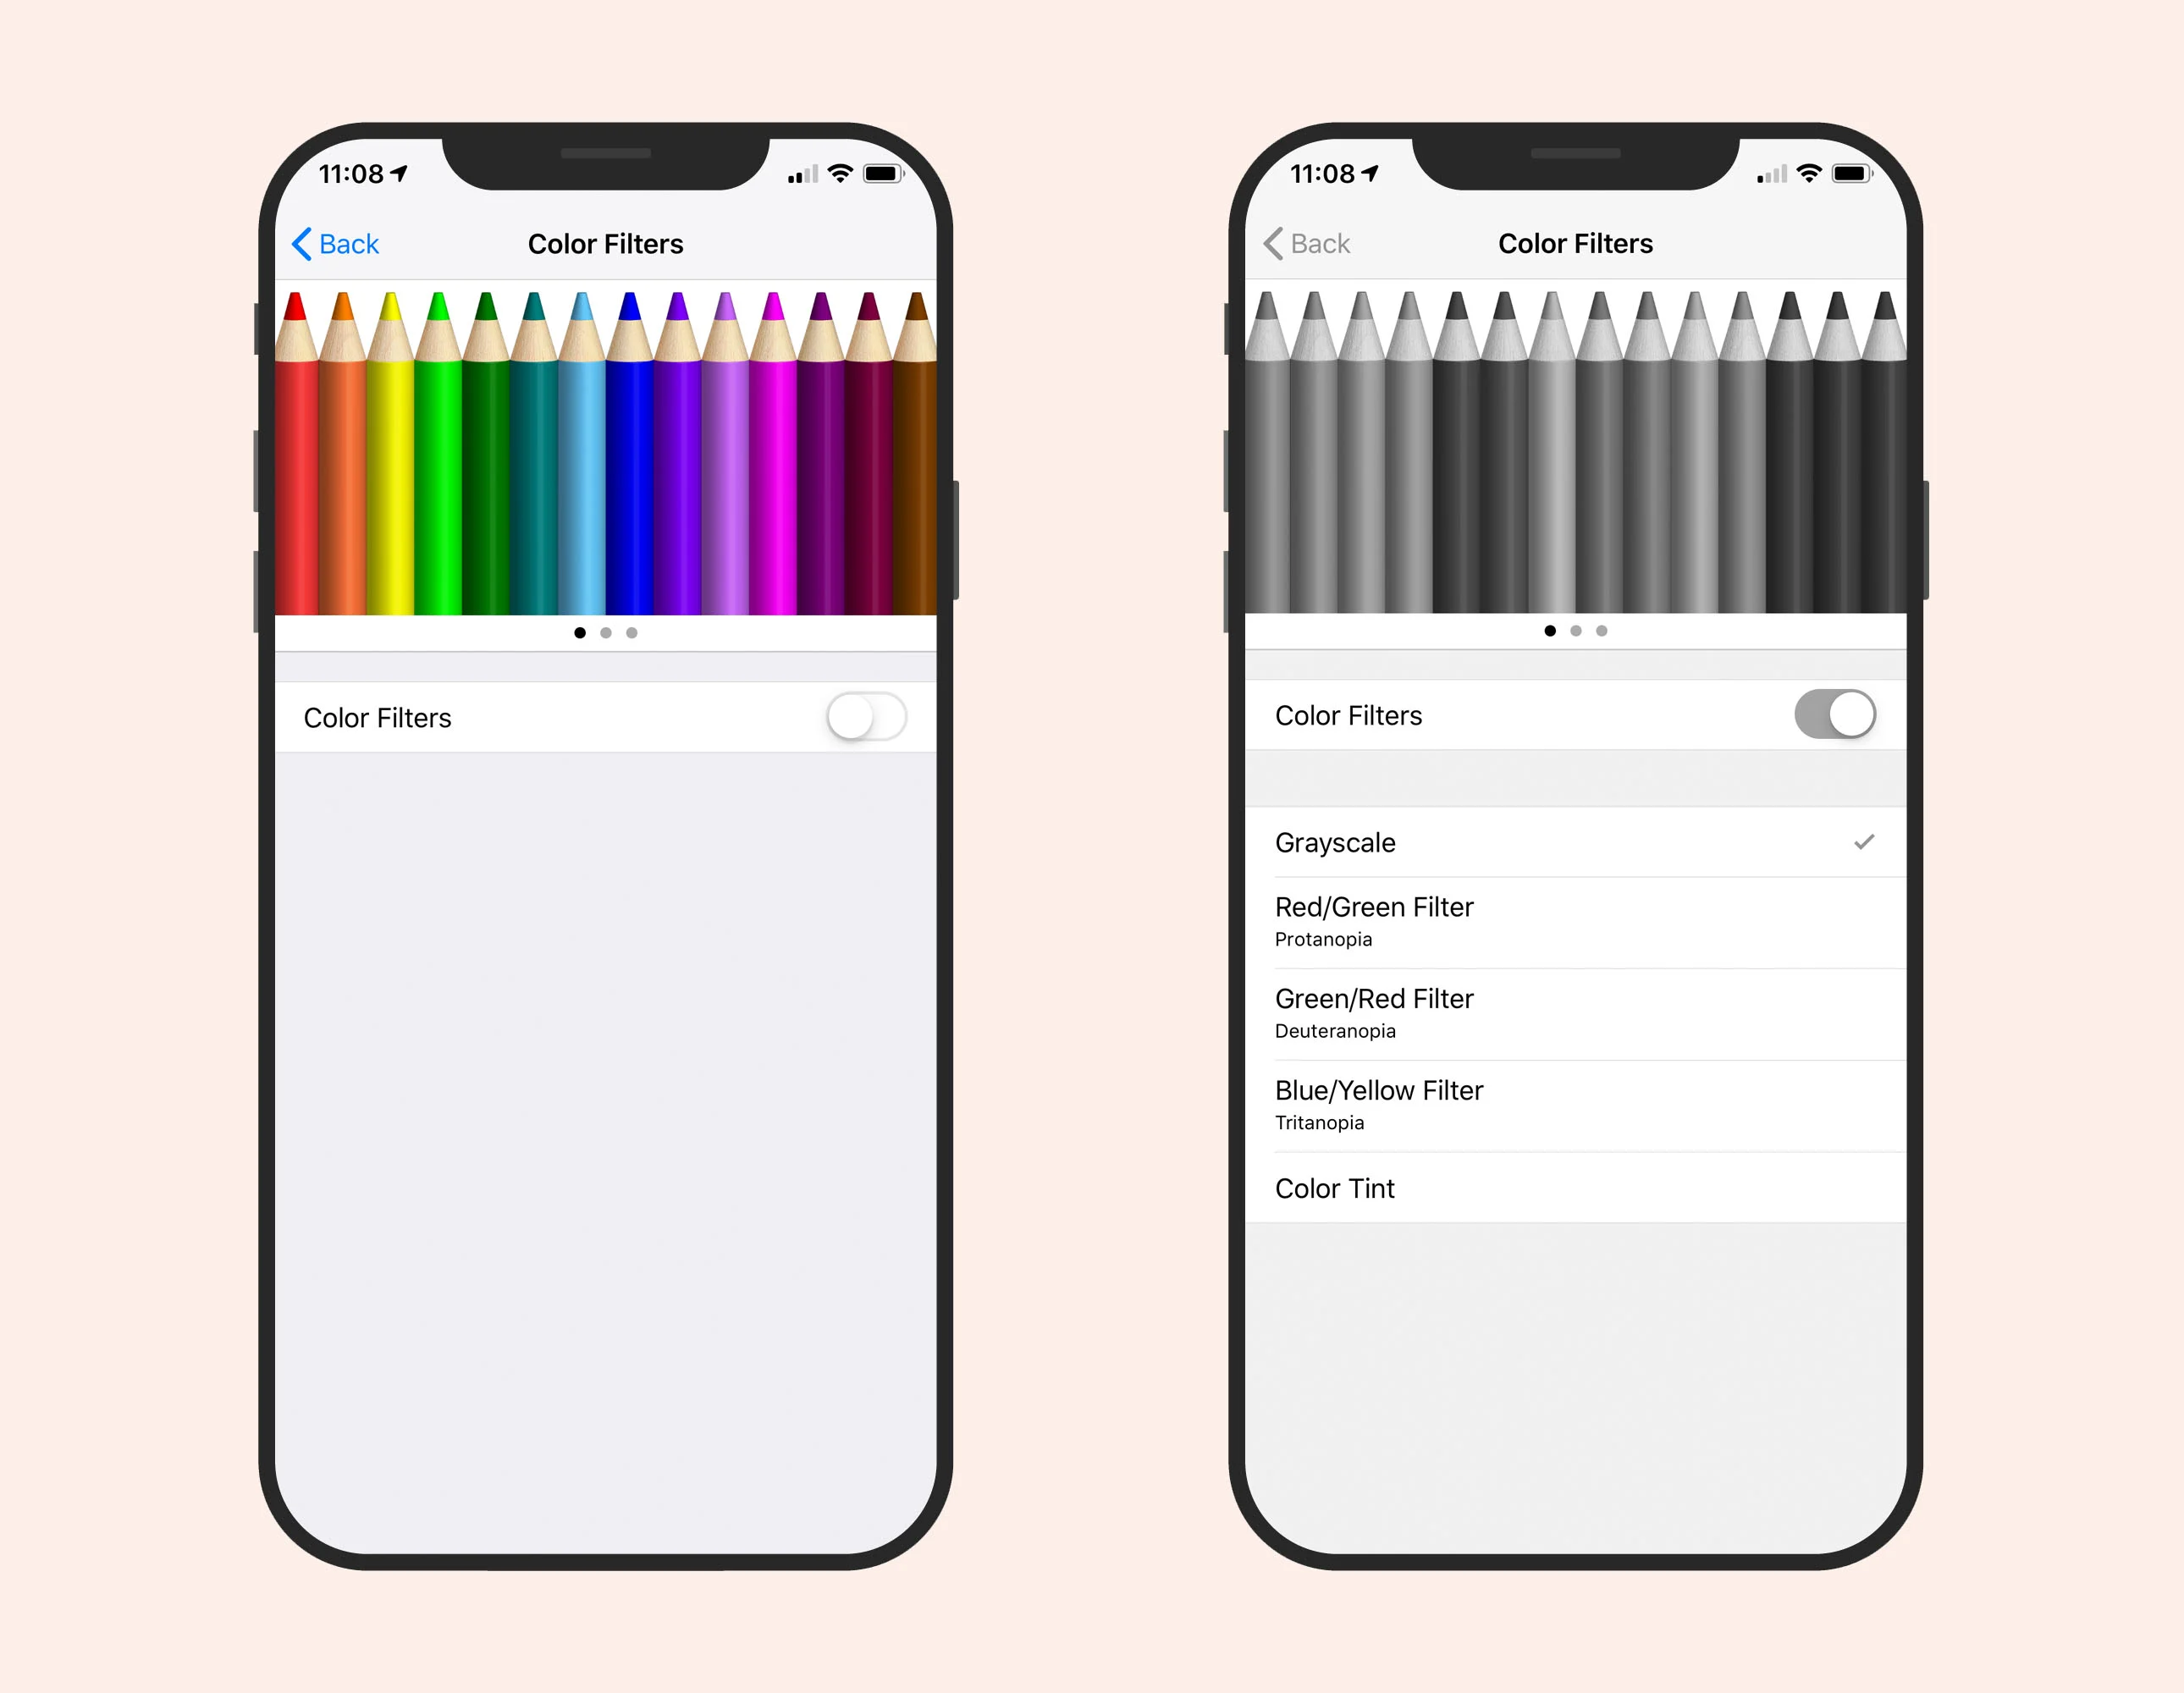 11:08
Back
Color Filters
Color Filters
11:08
Back
Color Filters
Color Filters
Grayscale
Red/Green Filter
Protanopia
Green/Red Filter
Deuteranopia
Blue/Yellow Filter
Tritanopia
Color Tint